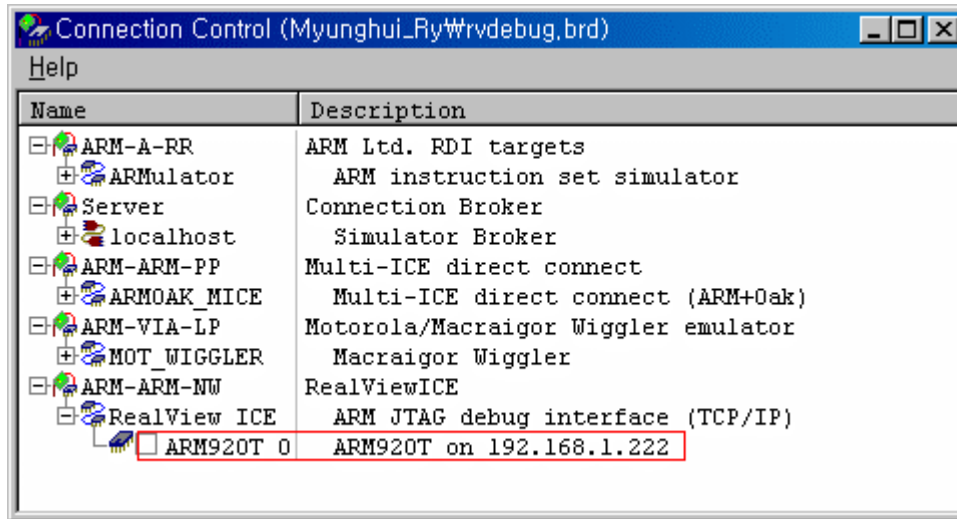 Connection Control (Myunghui_Ry₩rvdebug,brd)
Help
Name Description
ARM-A-RR ARM Ltd. RDI targets
ARMulator ARM instruction set simulator
Server Connection Broker
localhost Simulator Broker
ARM-ARM-PP Multi-ICE direct connect
ARMOAK_MICE Multi-ICE direct connect (ARM+Oak)
ARM-VIA-LP Motorola/Macraigor Wiggler emulator
MOT_WIGGLER Macraigor Wiggler
ARM-ARM-NW RealViewICE
RealView ICE ARM JTAG debug interface (TCP/IP)
ARM920T 0 ARM920T on 192.168.1.222